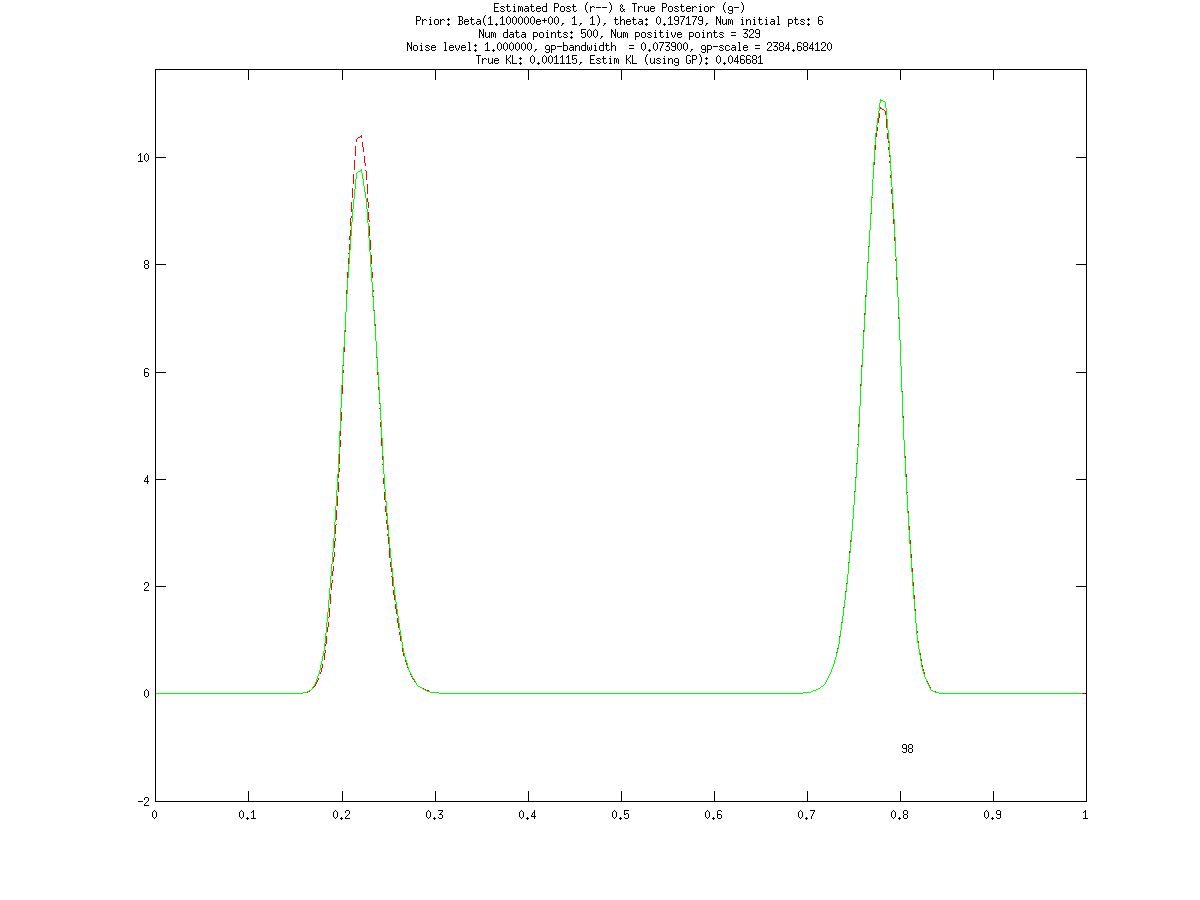 Estimated Post (r--) & True Posterior (g-)
Prior: Beta(1.100000e+00, 1, 1), theta: 0.197179, Num initial pts: 6
Num data points: 500, Num positive points = 329
Noise level: 1.000000, gp-bandwidth  = 0.073900, gp-scale = 2384.684120
True KL: 0.001115, Estim KL (using GP): 0.046681
10
8
6
4
2
0
98
-2
0 0.1 0.2 0.3 0.4 0.5 0.6 0.7 0.8 0.9 1